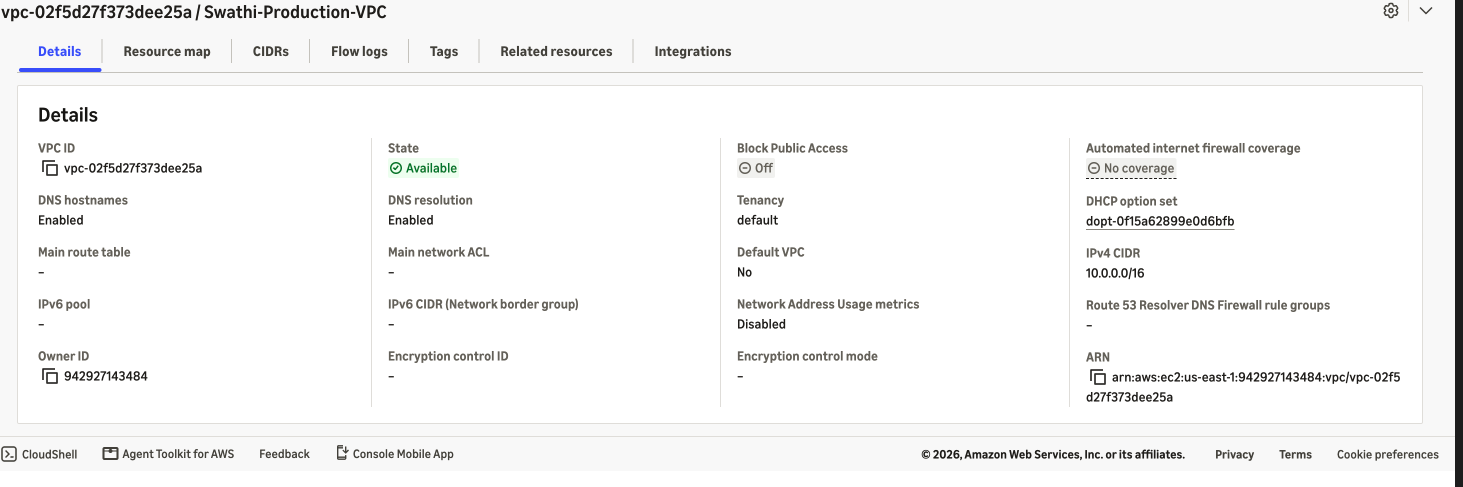 vpc-02f5d27f373dee25a / Swathi-Production-VPC
Details
Resource map
CIDRs
Flow logs
Tags
Related resources
Integrations
Details
VPC ID
vpc-02f5d27f373dee25a
State
Available
Block Public Access
Off
Automated internet firewall coverage
No coverage
DNS hostnames
Enabled
DNS resolution
Enabled
Tenancy
default
DHCP option set
dopt-0f15a62899e0d6bfb
Main route table
–
Main network ACL
–
Default VPC
No
IPv4 CIDR
10.0.0.0/16
IPv6 pool
–
IPv6 CIDR (Network border group)
–
Network Address Usage metrics
Disabled
Route 53 Resolver DNS Firewall rule groups
–
Owner ID
942927143484
Encryption control ID
–
Encryption control mode
–
ARN
arn:aws:ec2:us-east-1:942927143484:vpc/vpc-02f5
d27f373dee25a
CloudShell
Agent Toolkit for AWS
Feedback
Console Mobile App
© 2026, Amazon Web Services, Inc. or its affiliates.
Privacy
Terms
Cookie preferences